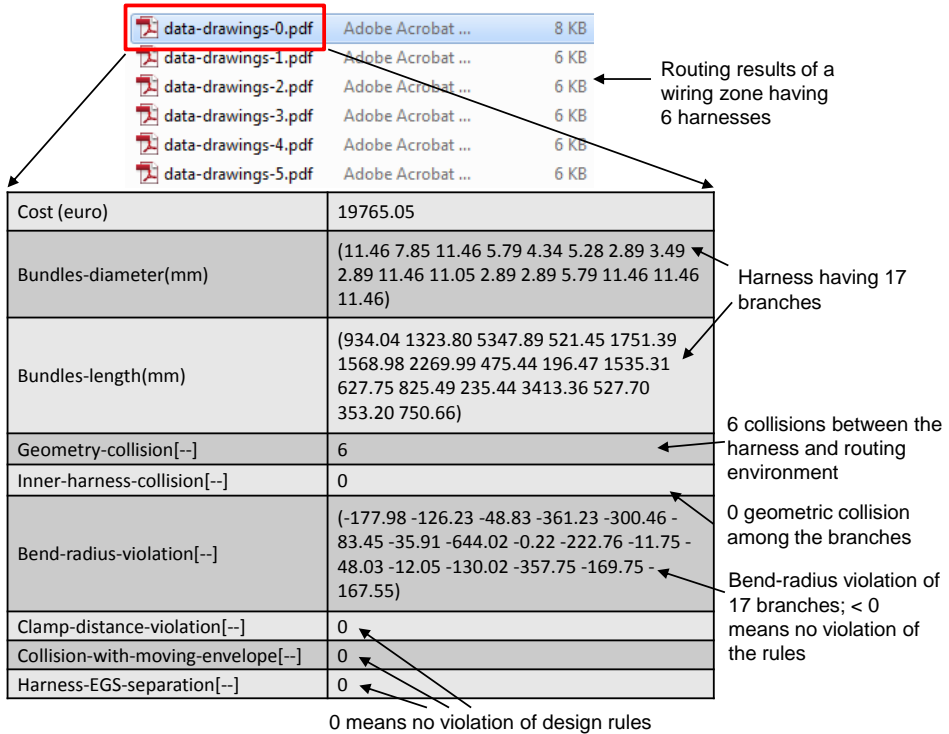 data-drawings-0.pdf Adobe Acrobat ... 8 KB
data-drawings-1.pdf Adobe Acrobat ... 6 KB
data-drawings-2.pdf Adobe Acrobat ... 6 KB
data-drawings-3.pdf Adobe Acrobat ... 6 KB
data-drawings-4.pdf Adobe Acrobat ... 6 KB
data-drawings-5.pdf Adobe Acrobat ... 6 KB
Routing results of a
wiring zone having
6 harnesses
Cost (euro)
19765.05
Bundles-diameter(mm)
(11.46 7.85 11.46 5.79 4.34 5.28 2.89 3.49
2.89 11.46 11.05 2.89 2.89 5.79 11.46 11.46
11.46)
Harness having 17
branches
Bundles-length(mm)
(934.04 1323.80 5347.89 521.45 1751.39
1568.98 2269.99 475.44 196.47 1535.31
627.75 825.49 235.44 3413.36 527.70
353.20 750.66)
Geometry-collision[--]
6
6 collisions between the
harness and routing
environment
Inner-harness-collision[--]
0
0 geometric collision
among the branches
Bend-radius-violation[--]
(-177.98 -126.23 -48.83 -361.23 -300.46 -
83.45 -35.91 -644.02 -0.22 -222.76 -11.75 -
48.03 -12.05 -130.02 -357.75 -169.75 -
167.55)
Bend-radius violation of
17 branches; < 0
means no violation of
the rules
Clamp-distance-violation[--]
0
Collision-with-moving-envelope[--]
0
Harness-EGS-separation[--]
0
0 means no violation of design rules